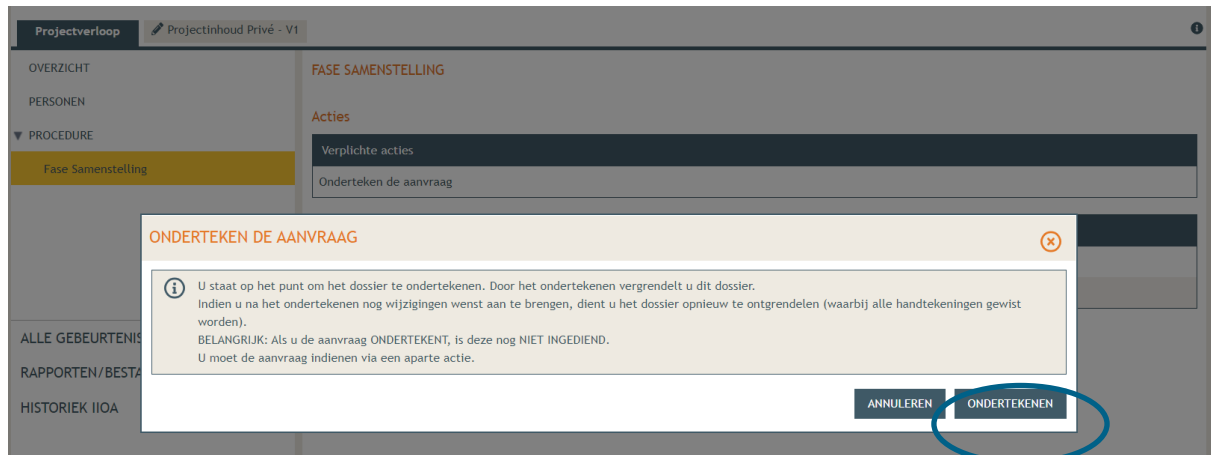 Projectverloop
Projectinhoud Privé - V1
OVERZICHT
PERSONEN
PROCEDURE
Fase Samenstelling
ALLE GEBEURTENIS
RAPPORTEN/BESTA
HISTORIEK IIOA
FASE SAMENSTELLING
Acties
Verplichte acties
Onderteken de aanvraag
ONDERTEKEN DE AANVRAAG
U staat op het punt om het dossier te ondertekenen. Door het ondertekenen vergrendelt u dit dossier.
Indien u na het ondertekenen nog wijzigingen wenst aan te brengen, dient u het dossier opnieuw te ontgrendelen (waarbij alle handtekeningen gewist
worden).
BELANGRIJK: Als u de aanvraag ONDERTEKENT, is deze nog NIET INGEDIEND.
U moet de aanvraag indienen via een aparte actie.
ANNULEREN
ONDERTEKENEN